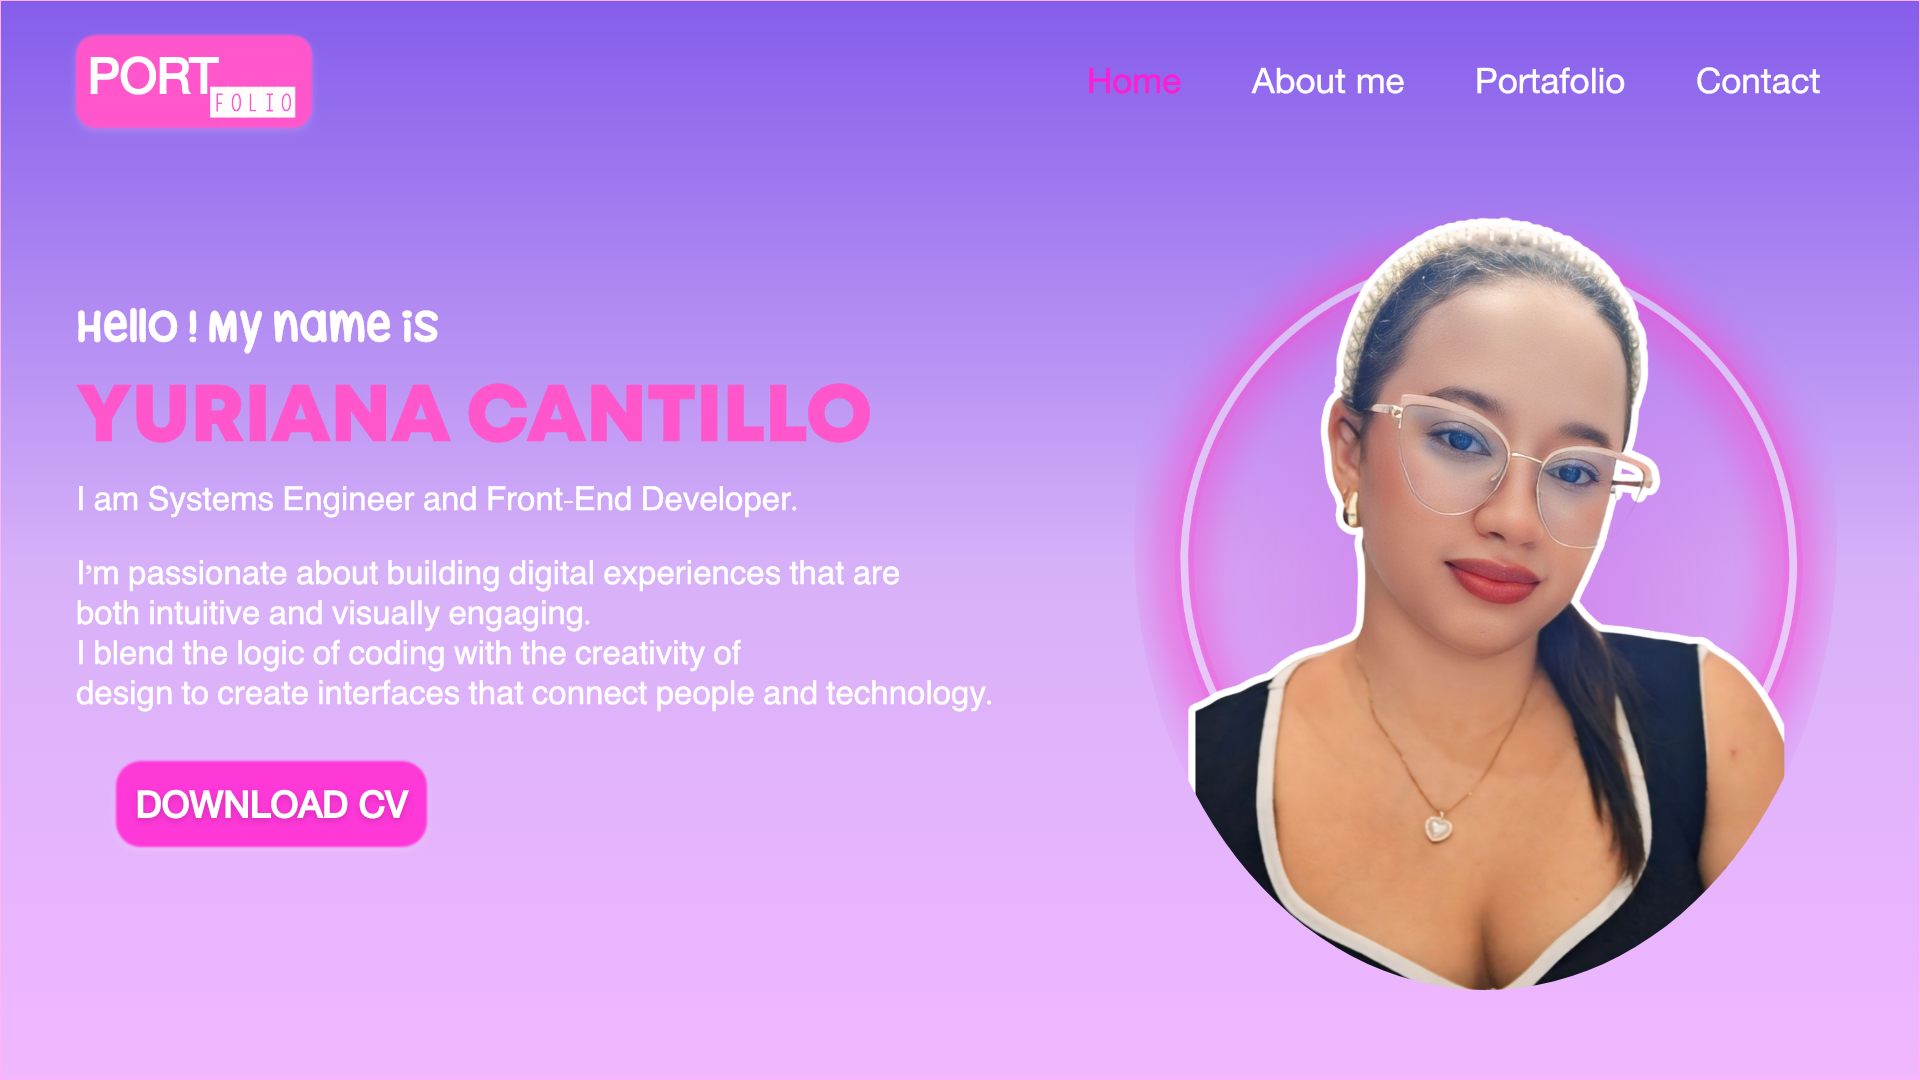 PORT
FOLIO
Home About me Portafolio Contact
Hello ! My name is
YURIANA CANTILLO
I am Systems Engineer and Front-End Developer.
I’m passionate about building digital experiences that are
both intuitive and visually engaging.
I blend the logic of coding with the creativity of
design to create interfaces that connect people and technology.
DOWNLOAD CV